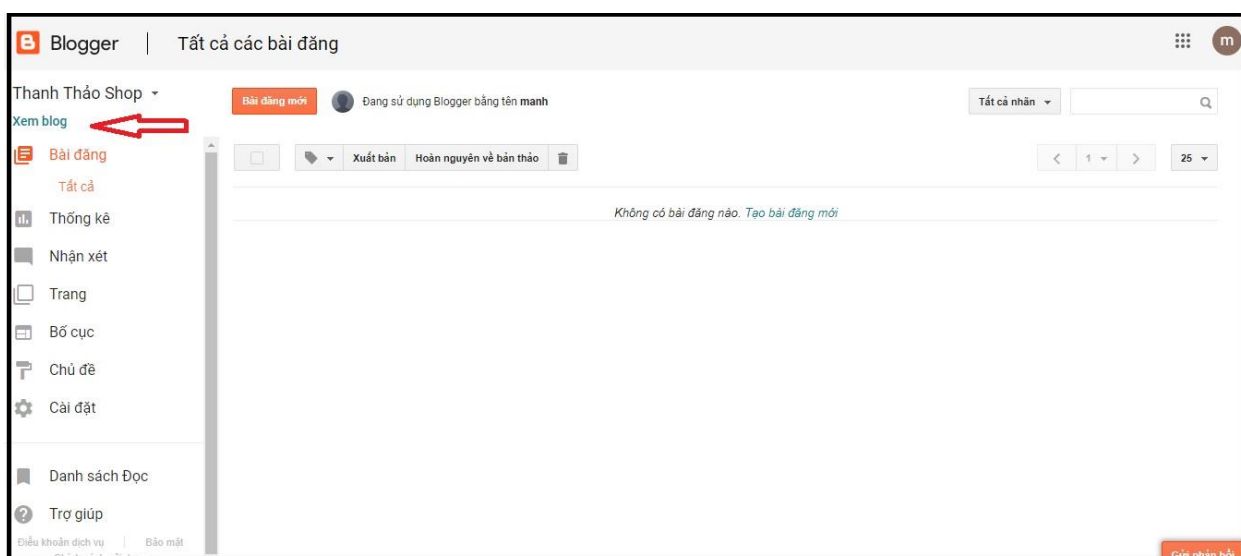 Blogger | Tất cả các bài đăng m
Thanh Thảo Shop
Xem blog
Bài đăng mới Đang sử dụng Blogger bằng tên manh Tất cả nhãn
Bài đăng
Xuất bản Hoàn nguyên về bản thảo 1 25
Tất cả
Không có bài đăng nào. Tạo bài đăng mới
Thống kê
Nhận xét
Trang
Bố cục
Chủ đề
Cài đặt
Danh sách Đọc
Trợ giúp
Điều khoản dịch vụ | Bảo mật
Gửi phản hồi